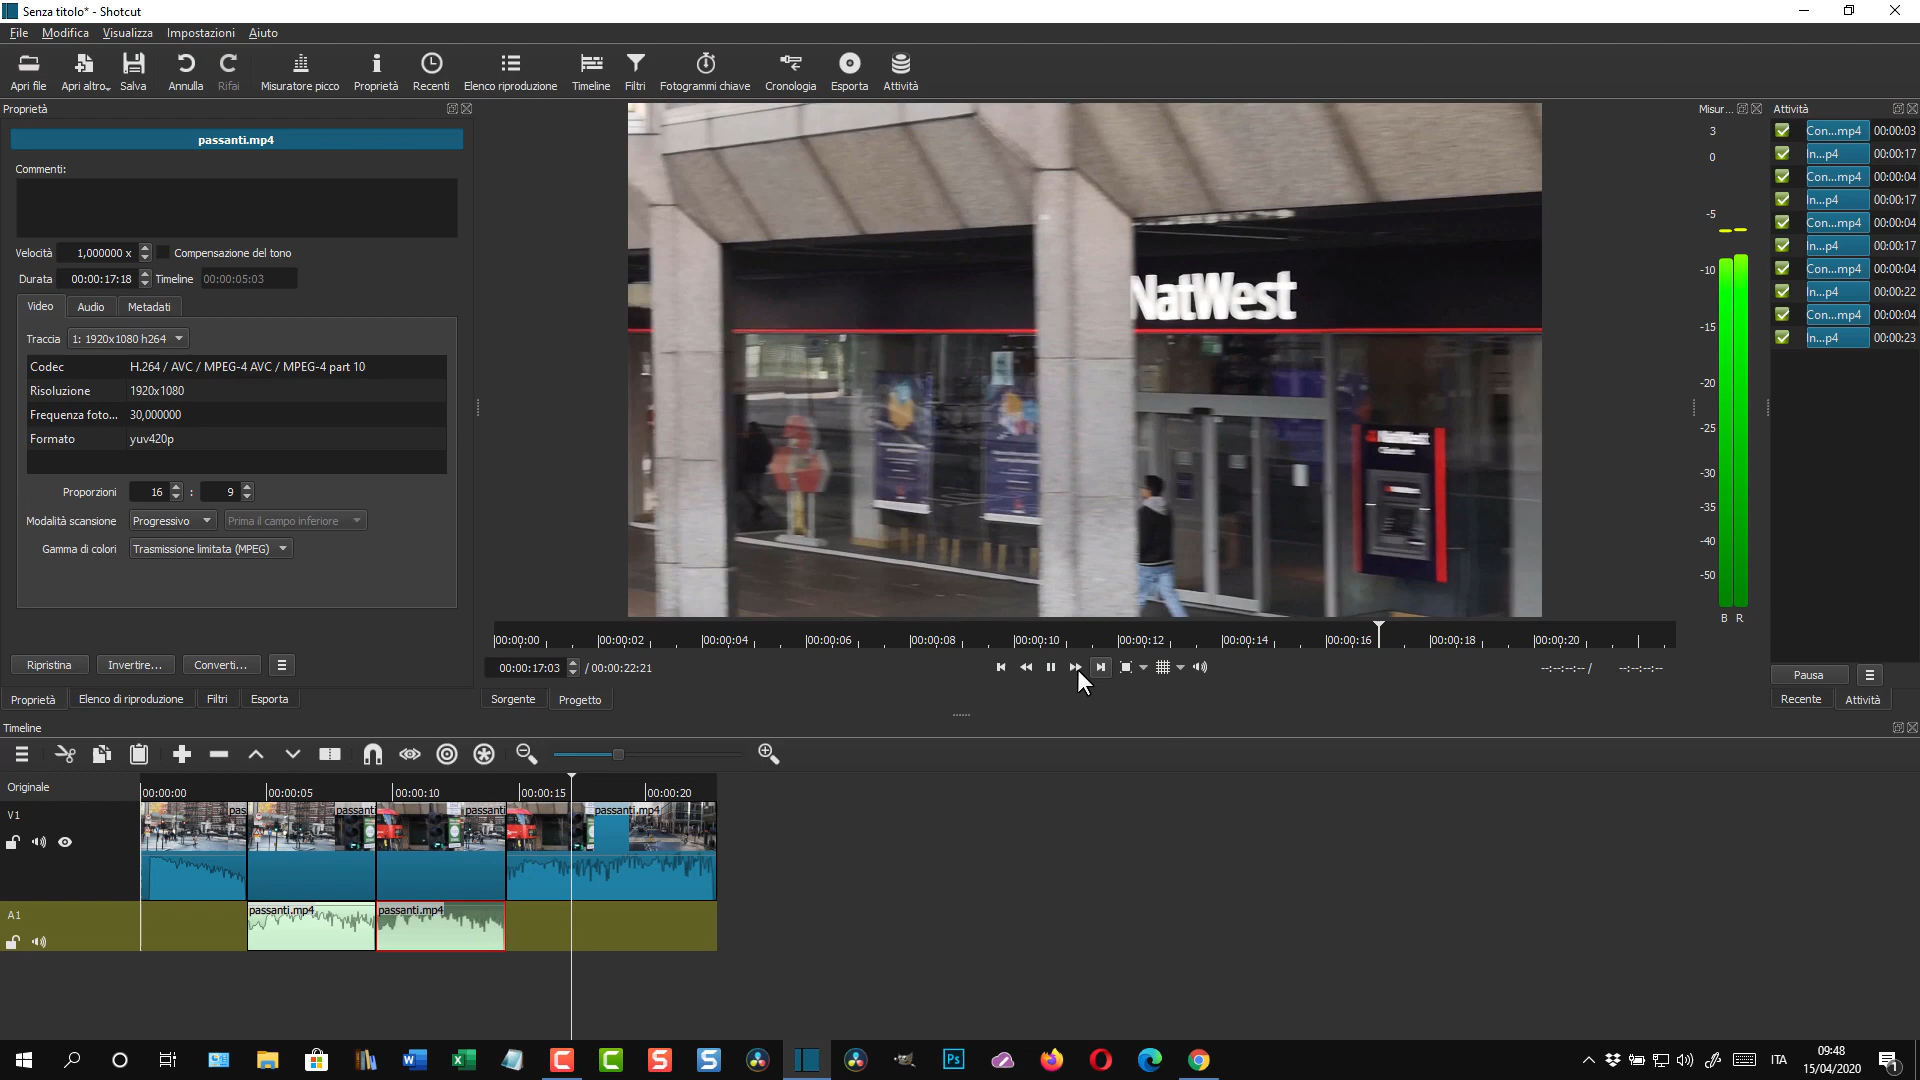 Senza titolo* - Shotcut
File Modifica Visualizza Impostazioni Aiuto
Apri file Apri altro Salva Annulla Rifai Misuratore picco Proprietà Recenti Elenco riproduzione Timeline Filtri Fotogrammi chiave Cronologia Esporta Attività
Proprietà
passanti.mp4
Commenti:
Velocità 1,000000 x Compensazione del tono
Durata 00:00:17:18 Timeline 00:00:05:03
Video Audio Metadati
Traccia 1: 1920x1080 h264
Codec H.264 / AVC / MPEG-4 AVC / MPEG-4 part 10
Risoluzione 1920x1080
Frequenza foto... 30,000000
Formato yuv420p
Proporzioni 16 : 9
Modalità scansione Progressivo Prima il campo inferiore
Gamma di colori Trasmissione limitata (MPEG)
Ripristina Invertire... Converti...
Proprietà Elenco di riproduzione Filtri Esporta
NatWest
NatWest
00:00:00 00:00:02 00:00:04 00:00:06 00:00:08 00:00:10 00:00:12 00:00:14 00:00:16 00:00:18 00:00:20
00:00:17:03 / 00:00:22:21 --:--:--:-- / --:--:--:--
Sorgente Progetto
Misur...
3
0
-5
-10
-15
-20
-25
-30
-35
-40
-50
B R
Attività
Con...mp4 00:00:03
In...p4 00:00:17
Con...mp4 00:00:04
In...p4 00:00:17
Con...mp4 00:00:04
In...p4 00:00:17
Con...mp4 00:00:04
In...p4 00:00:22
Con...mp4 00:00:04
In...p4 00:00:23
Pausa
Recente Attività
Timeline
Originale
00:00:00 00:00:05 00:00:10 00:00:15 00:00:20
V1
pas passanti passanti passanti.mp4
A1
passanti.mp4 passanti.mp4
Ps
ITA
09:48
15/04/2020
1